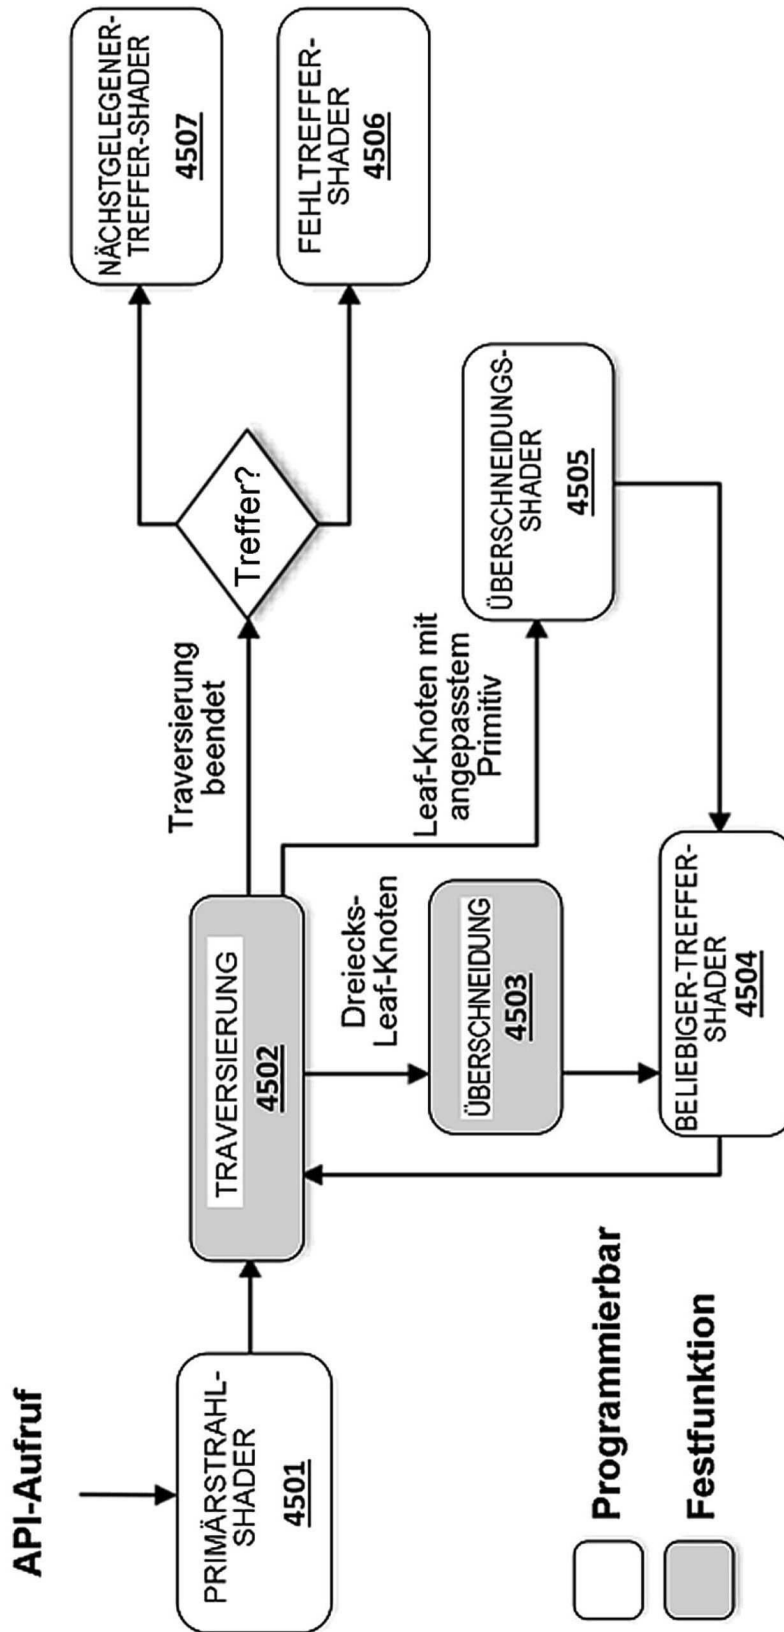 API-Aufruf
PRIMÄRSTRAHL-
SHADER
4501
TRAVERSIERUNG
4502
Traversierung
beendet
Treffer?
NÄCHSTGELEGENER-
TREFFER-SHADER
4507
FEHLTREFFER-
SHADER
4506
Dreiecks-
Leaf-Knoten
ÜBERSCHNEIDUNG
4503
Leaf-Knoten mit
angepasstem
Primitiv
ÜBERSCHNEIDUNGS-
SHADER
4505
BELIEBIGER-TREFFER-
SHADER
4504
Programmierbar
Festfunktion